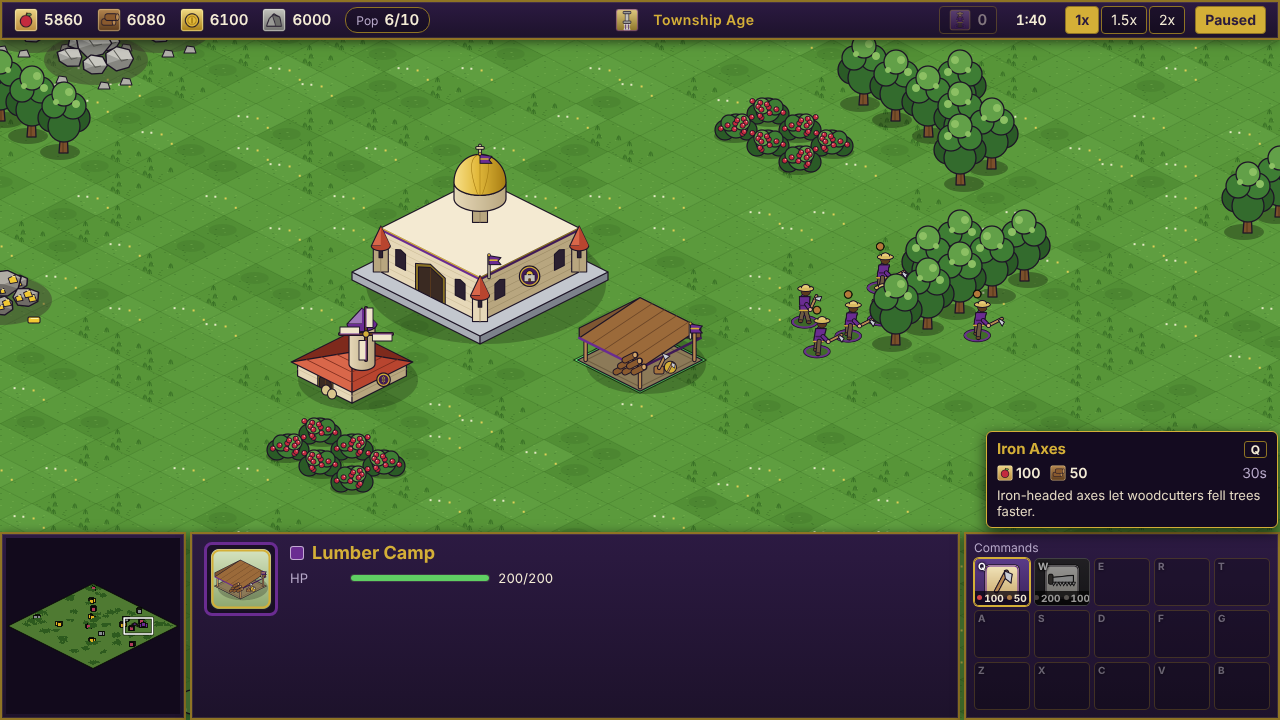 5860 6080 6100 6000 Pop 6/10 Township Age 0 1:40 1x 1.5x 2x Paused
Iron Axes Q
100 50 30s
Iron-headed axes let woodcutters fell trees
faster.
Lumber Camp
HP 200/200
Commands
Q W E R T
100 50 200 100
A S D F G
Z X C V B